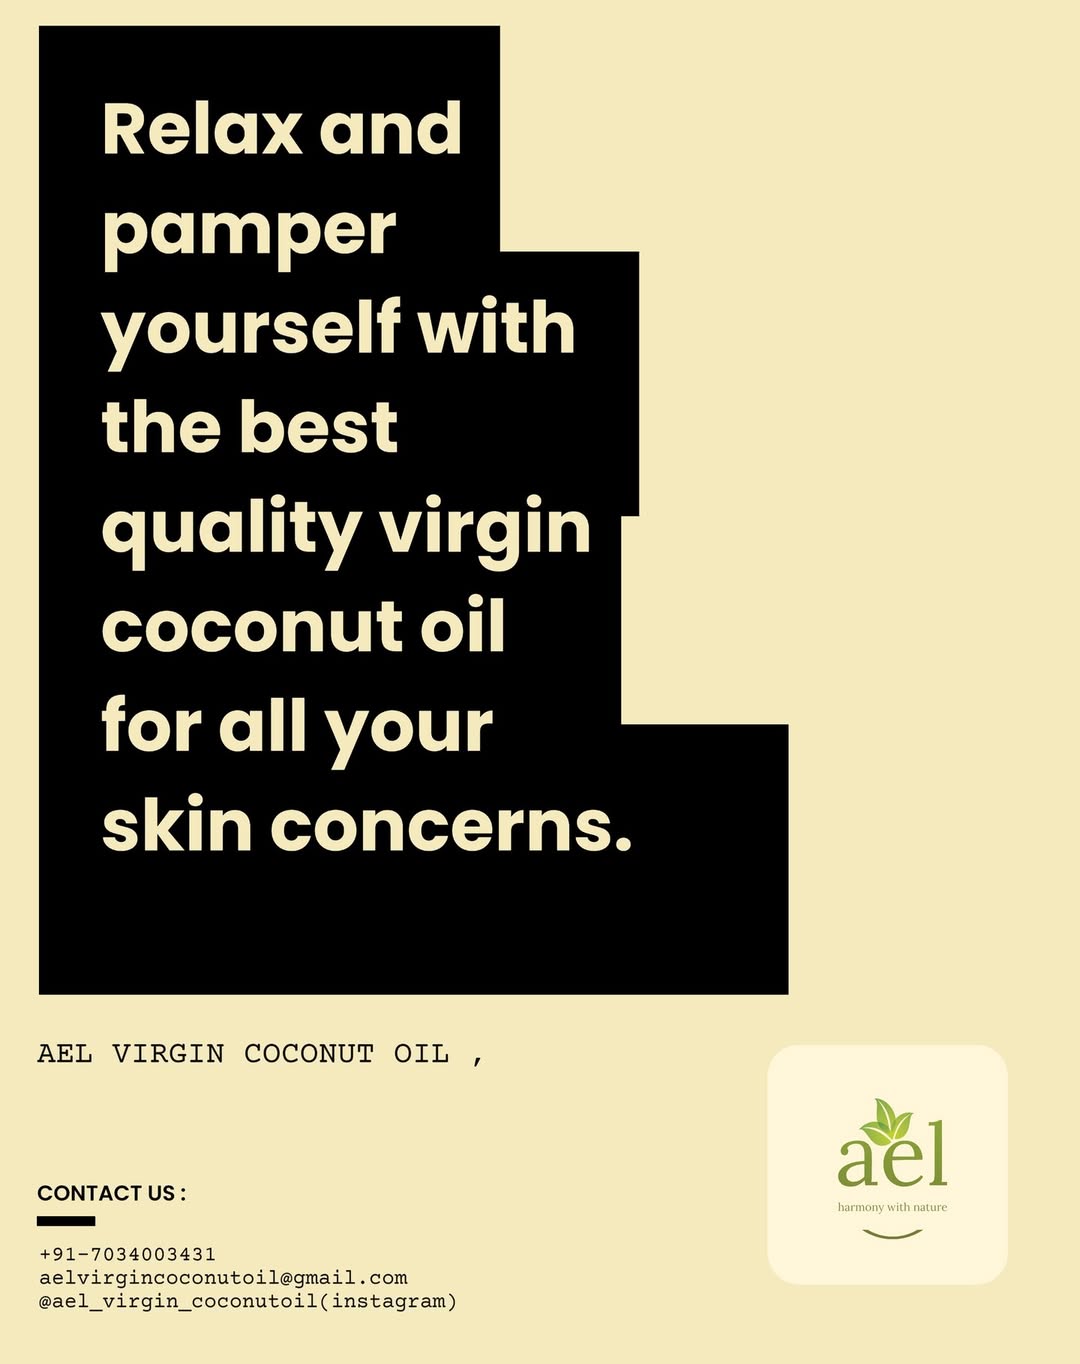 Relax and
pamper
yourself with
the best
quality virgin
coconut oil
for all your
skin concerns.
AEL VIRGIN COCONUT OIL ,
ael
harmony with nature
CONTACT US :
+91-7034003431
aelvirgincoconutoil@gmail.com
@ael_virgin_coconutoil(instagram)